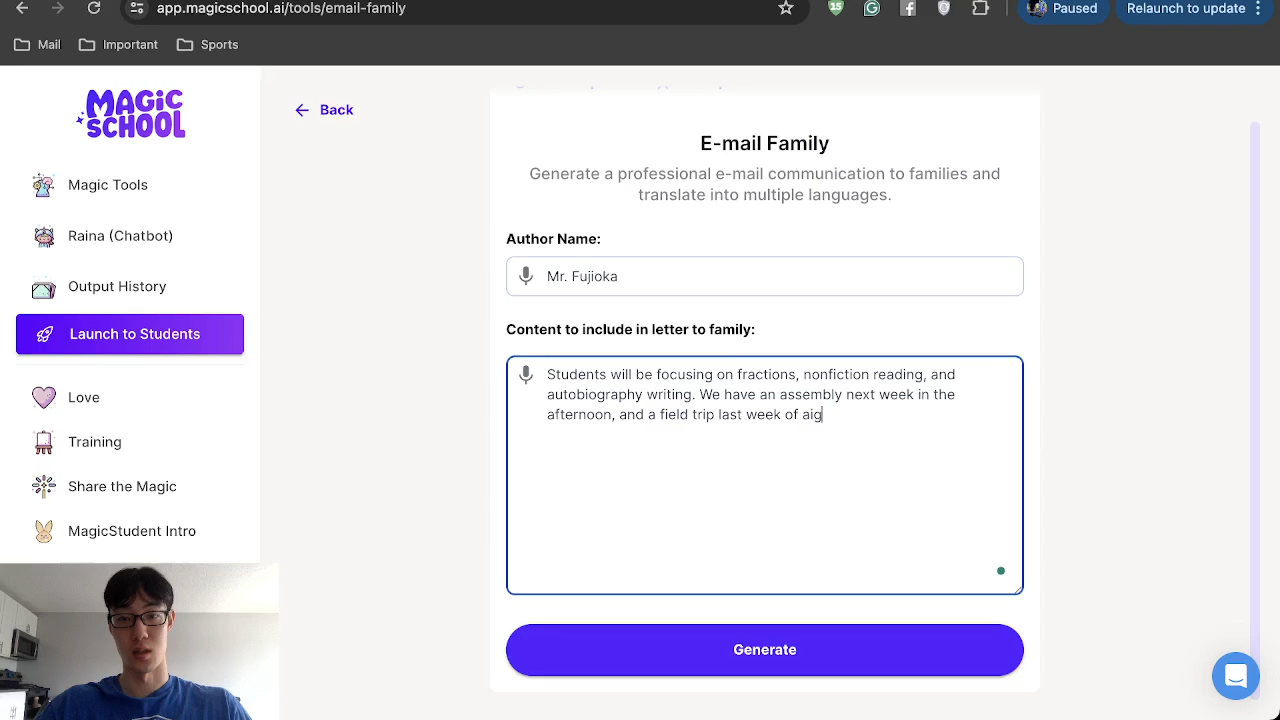 app.magicschool.ai/tools/email-family
Paused
Relaunch to update
Mail
Important
Sports
MAGIC
SCHOOL
Back
Magic Tools
Raina (Chatbot)
Output History
Launch to Students
Love
Training
Share the Magic
MagicStudent Intro
E-mail Family
Generate a professional e-mail communication to families and
translate into multiple languages.
Author Name:
Mr. Fujioka
Content to include in letter to family:
Students will be focusing on fractions, nonfiction reading, and
autobiography writing. We have an assembly next week in the
afternoon, and a field trip last week of aig
Generate